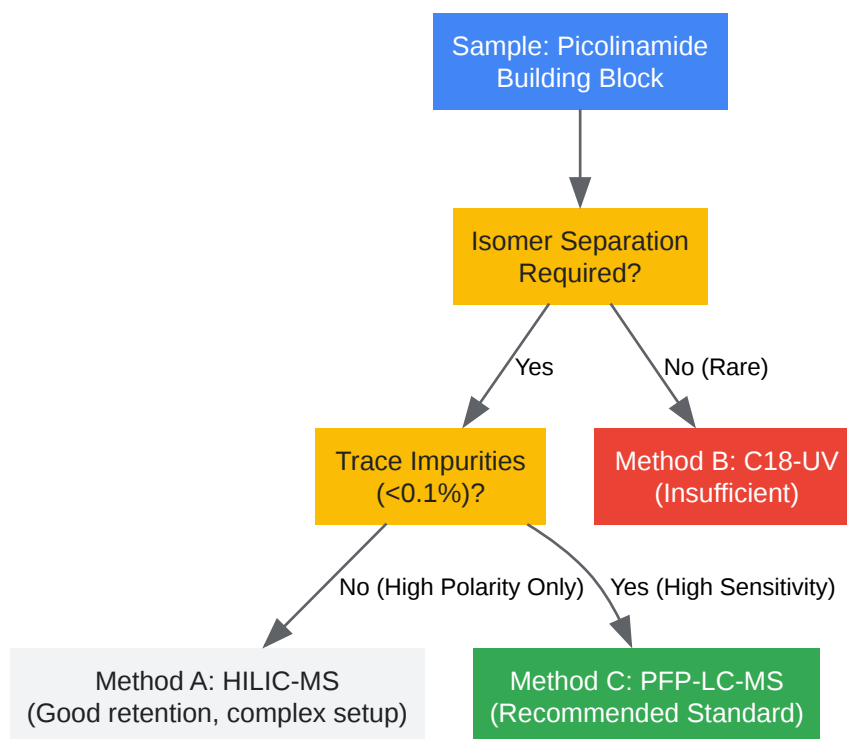 Sample: Picolinamide
Building Block
Isomer Separation
Required?
Yes
No (Rare)
Trace Impurities
(<0.1%)?
Method B: C18-UV
(Insufficient)
No (High Polarity Only)
Yes (High Sensitivity)
Method A: HILIC-MS
(Good retention, complex setup)
Method C: PFP-LC-MS
(Recommended Standard)